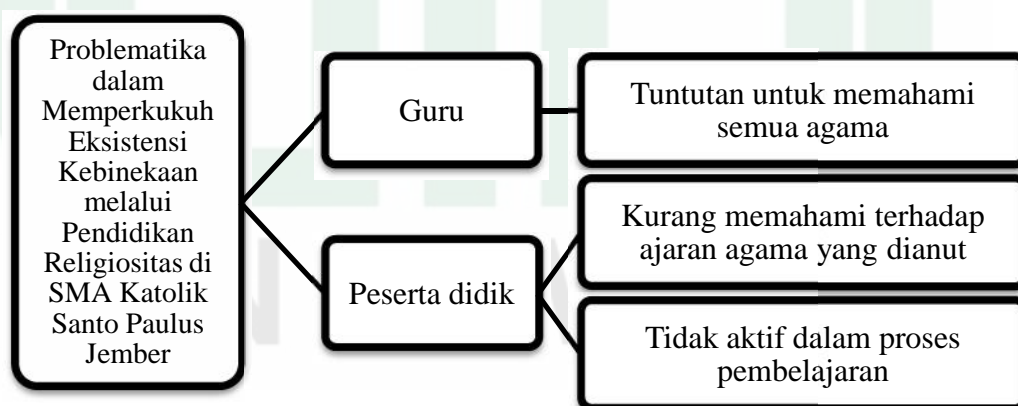 Problematika
dalam
Memperkukuh
Eksistensi
Kebinekaan
melalui
Pendidikan
Religiositas di
SMA Katolik
Santo Paulus
Jember
Guru
Tuntutan untuk memahami
semua agama
Peserta didik
Kurang memahami terhadap
ajaran agama yang dianut
Tidak aktif dalam proses
pembelajaran